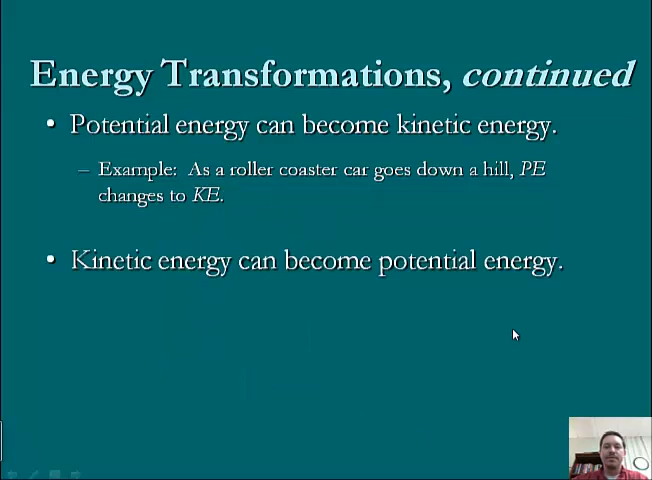 Energy Transformations, continued
• Potential energy can become kinetic energy.
– Example: As a roller coaster car goes down a hill, PE
changes to KE.
• Kinetic energy can become potential energy.